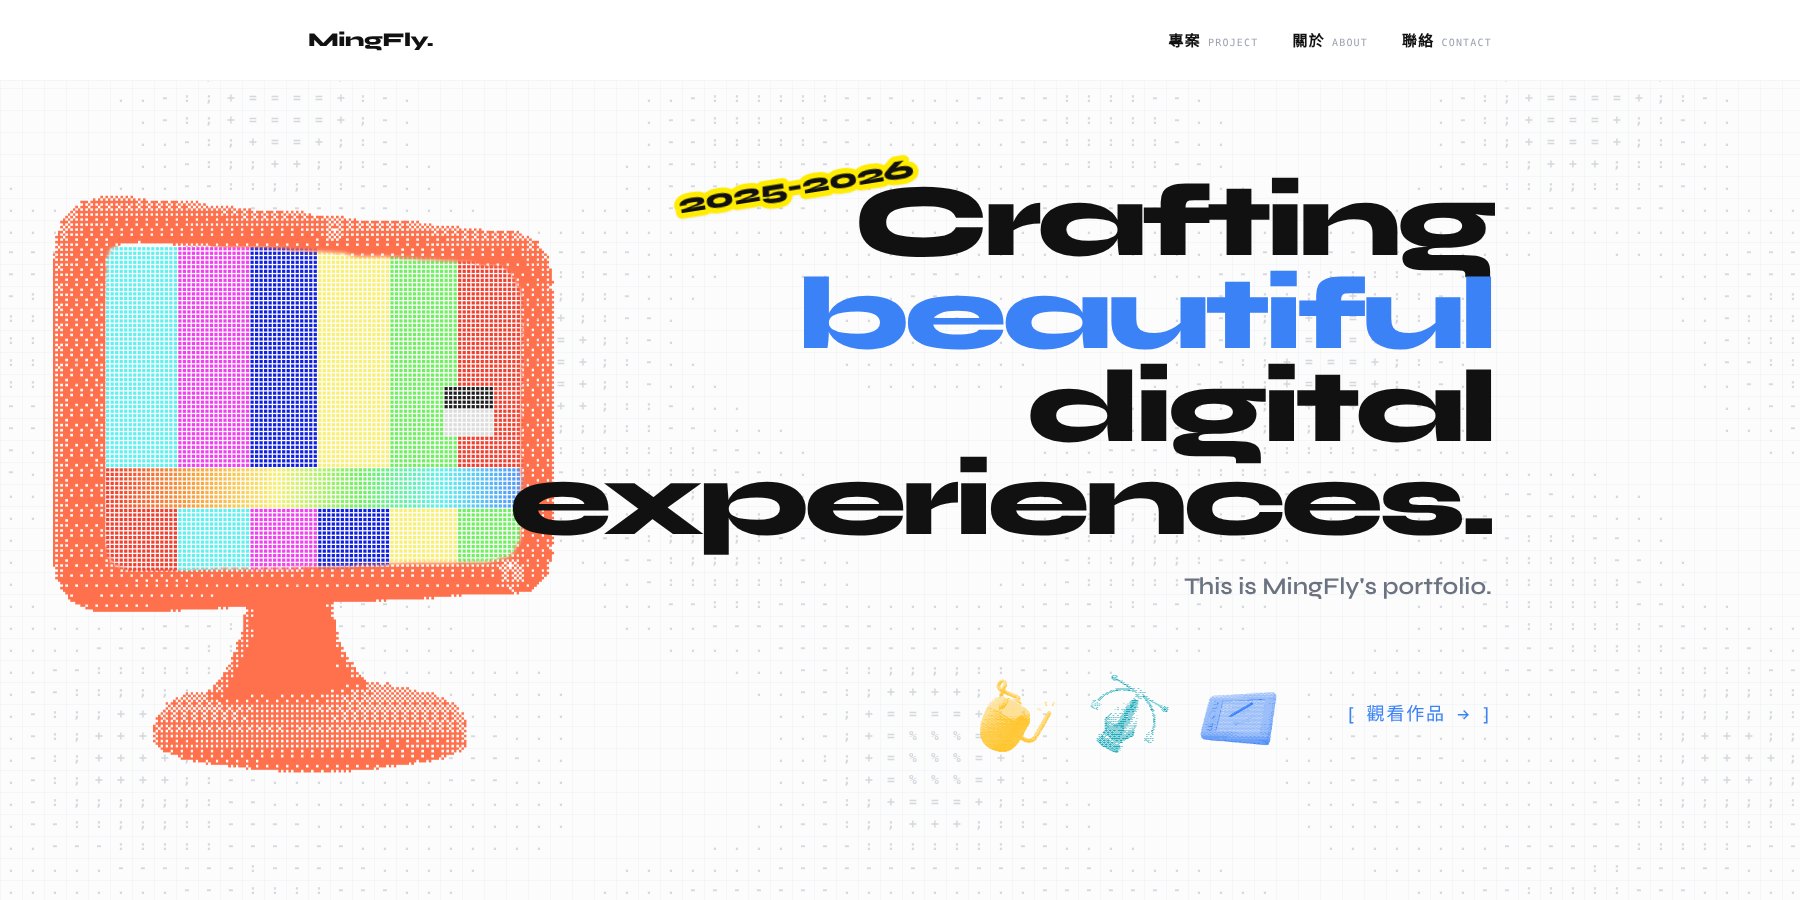 MingFly.
專案 PROJECT 關於 ABOUT 聯絡 CONTACT
2025-2026
Crafting
beautiful
digital
experiences.
This is MingFly's portfolio.
[ 觀看作品 → ]